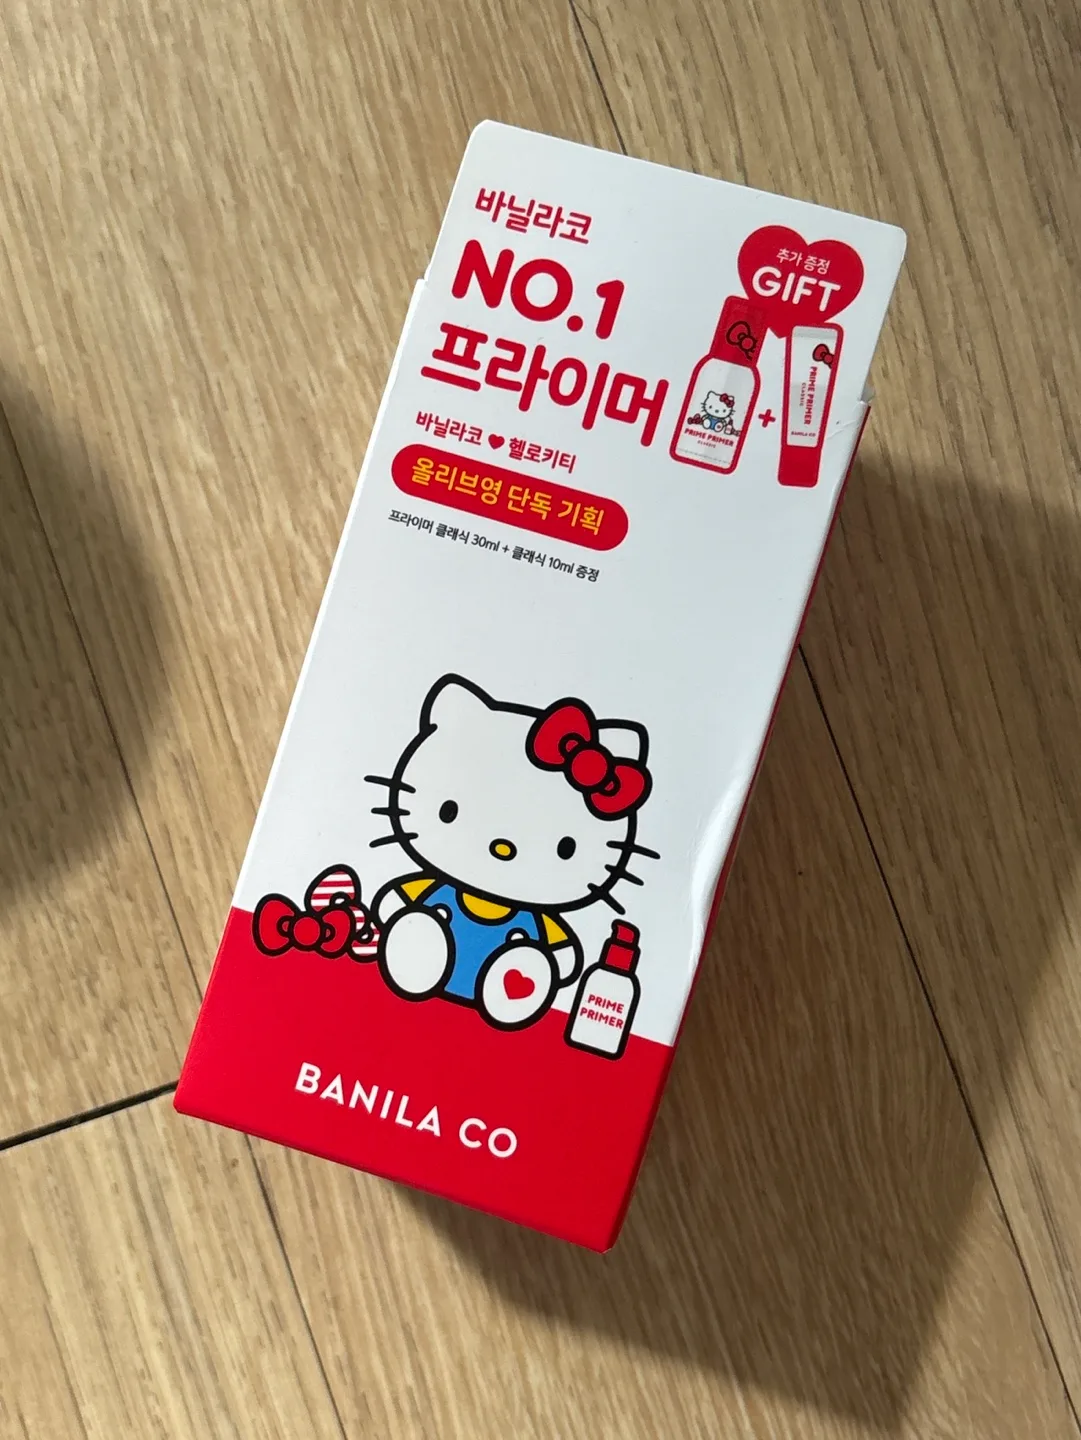 바닐라코
NO.1
프라이머
바닐라코 ♥ 헬로키티
올리브영 단독 기획
프라이머 클래식 30ml + 클래식 10ml 증정
추가 증정
GIFT
PRIME PRIMER
CLASSIC
+
PRIME PRIMER
CLASSIC
BANILA CO
PRIME
PRIMER
BANILA CO